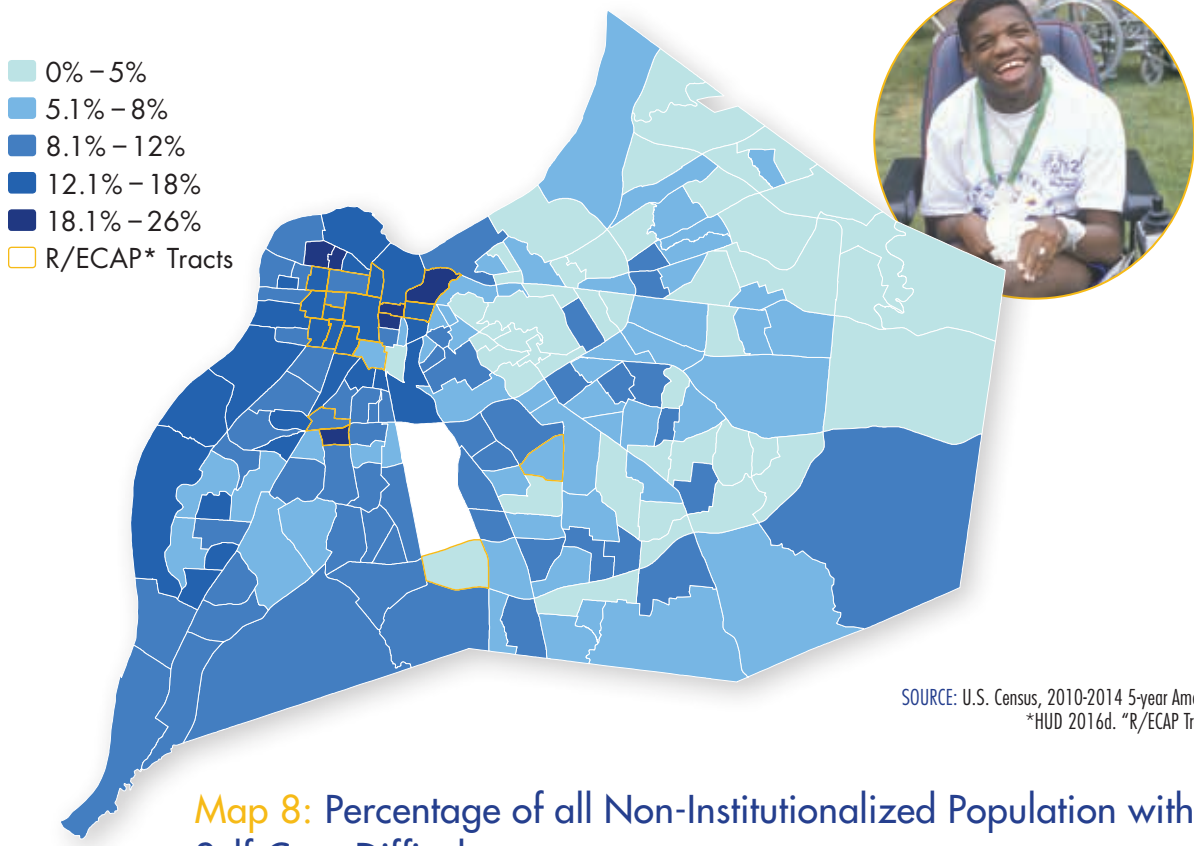 0% – 5%
5.1% – 8%
8.1% – 12%
12.1% – 18%
18.1% – 26%
R/ECAP* Tracts
SOURCE: U.S. Census, 2010-2014 5-year
*HUD 2016d. “R/ECAP
Map 8: Percentage of all Non-Institutionalized Population with